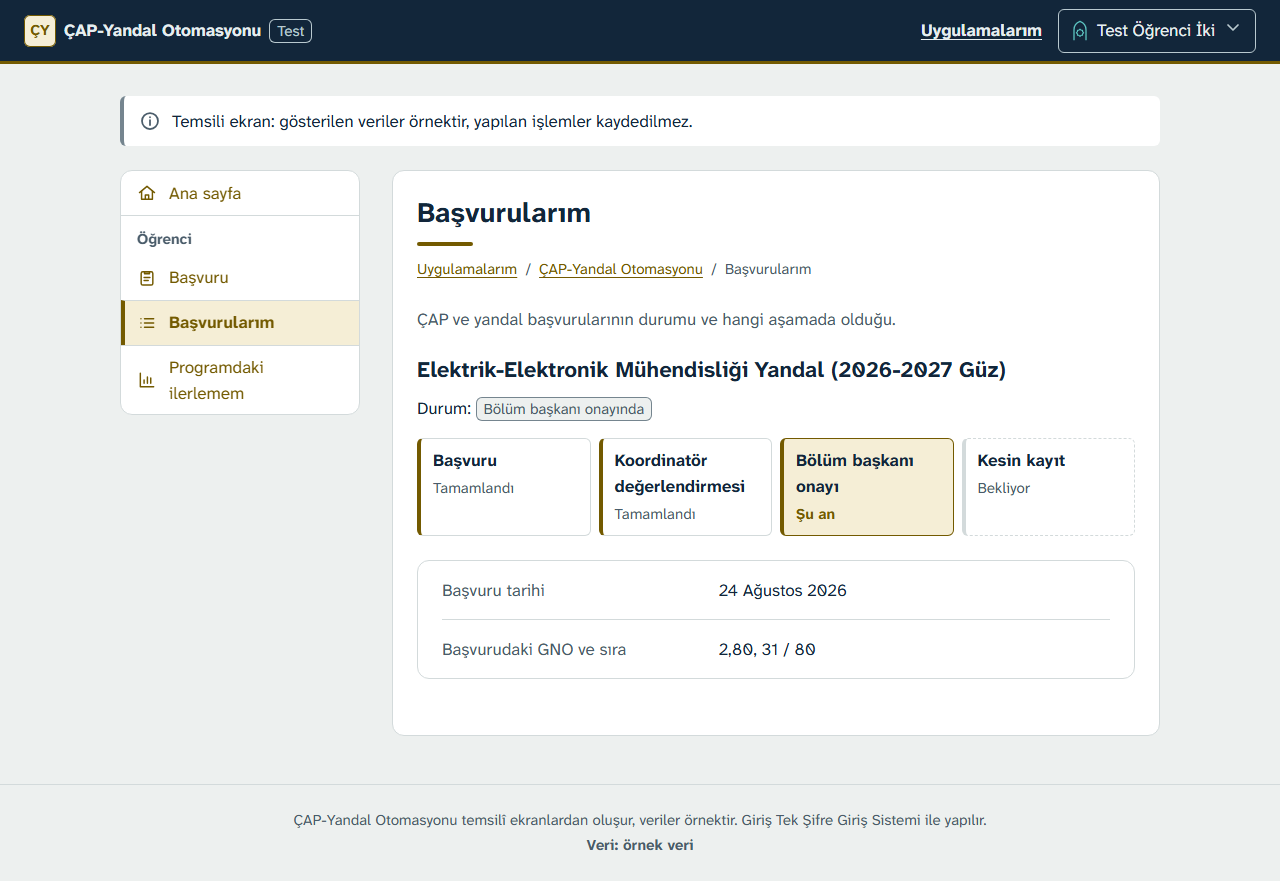 ÇY ÇAP-Yandal Otomasyonu Test
Uygulamalarım
Test Öğrenci İki
Temsili ekran: gösterilen veriler örnektir, yapılan işlemler kaydedilmez.
Ana sayfa
Öğrenci
Başvuru
Başvurularım
Programdaki
ilerlemem
Başvurularım
Uygulamalarım / ÇAP-Yandal Otomasyonu / Başvurularım
ÇAP ve yandal başvurularının durumu ve hangi aşamada olduğu.
Elektrik-Elektronik Mühendisliği Yandal (2026-2027 Güz)
Durum: Bölüm başkanı onayında
Başvuru
Tamamlandı
Koordinatör
değerlendirmesi
Tamamlandı
Bölüm başkanı
onayı
Şu an
Kesin kayıt
Bekliyor
Başvuru tarihi 24 Ağustos 2026
Başvurudaki GNO ve sıra 2,80, 31 / 80
ÇAP-Yandal Otomasyonu temsilî ekranlardan oluşur, veriler örnektir. Giriş Tek Şifre Giriş Sistemi ile yapılır.
Veri: örnek veri